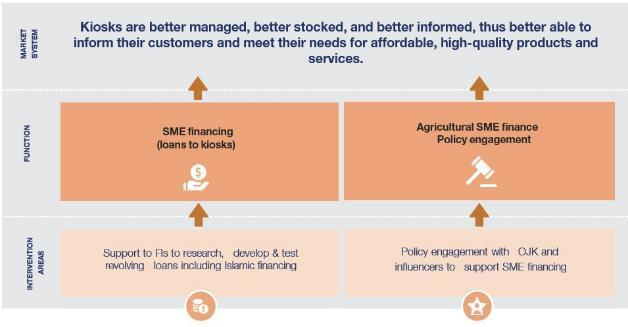 MARKET
SYSTEM
Kiosks are better managed, better stocked, and better informed, thus better able to
inform their customers and meet their needs for affordable, high-quality products and
services.
FUNCTION
SME financing
(loans to kiosks)
$
Agricultural SME finance
Policy engagement
INTERVENTION
AREAS
Support to FIs to research, develop & test
revolving loans including Islamic financing
Policy engagement with OJK and
influencers to support SME financing
$